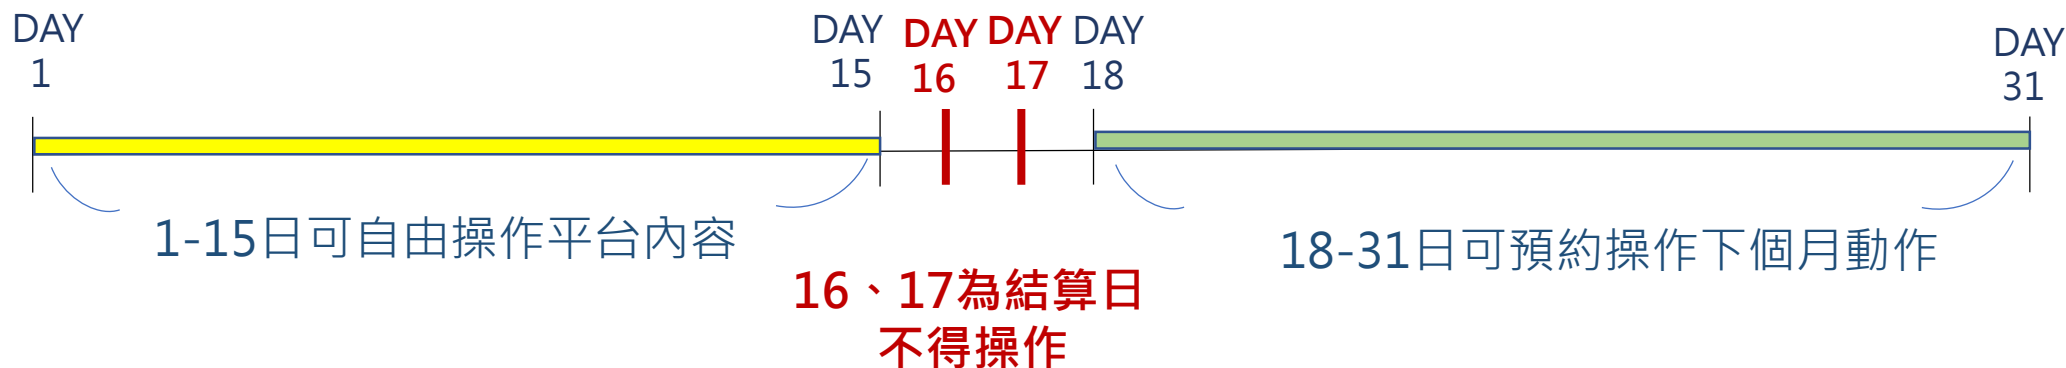 DAY
1
DAY
15
DAY
16
DAY
17
DAY
18
DAY
31
1-15日可自由操作平台內容
16、17為結算日
不得操作
18-31日可預約操作下個月動作